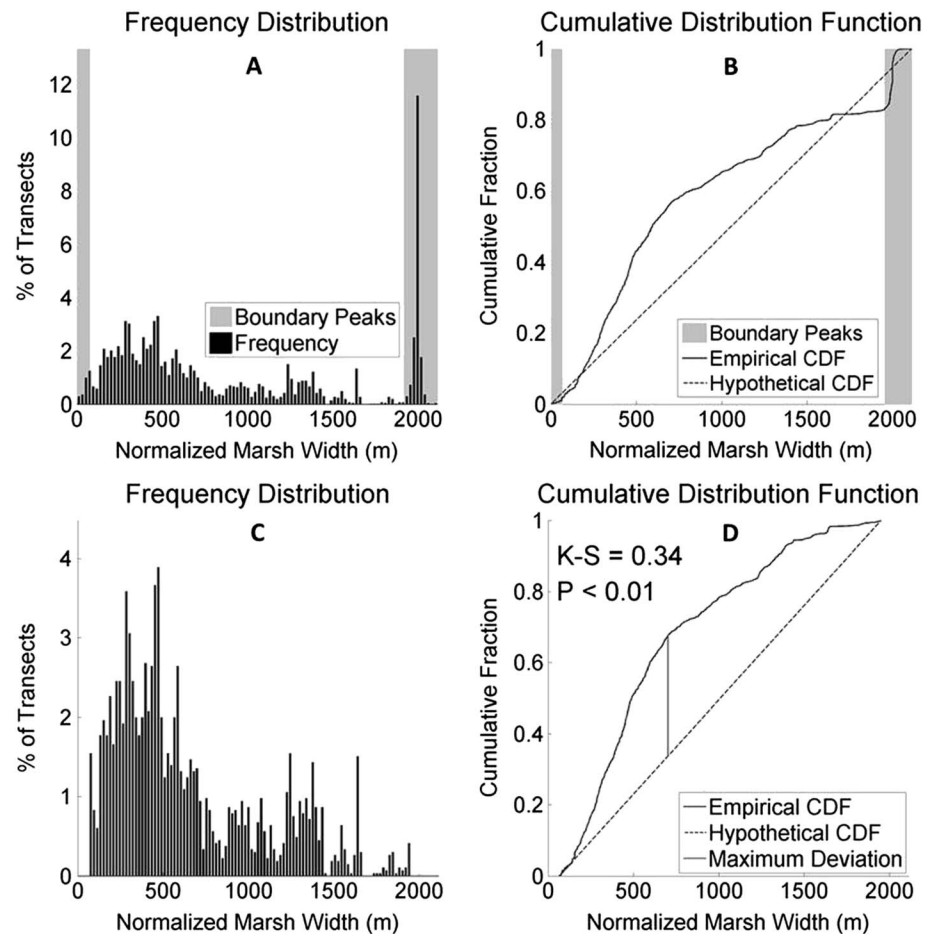 Frequency Distribution
A
12
10
8
6
4
2
0
% of Transects
Boundary Peaks
Frequency
0 500 1000 1500 2000
Normalized Marsh Width (m)
Cumulative Distribution Function
B
1
0.8
0.6
0.4
0.2
0
Cumulative Fraction
Boundary Peaks
Empirical CDF
Hypothetical CDF
0 500 1000 1500 2000
Normalized Marsh Width (m)
Frequency Distribution
C
4
3
2
1
0
% of Transects
0 500 1000 1500 2000
Normalized Marsh Width (m)
Cumulative Distribution Function
D
K-S = 0.34
P < 0.01
1
0.8
0.6
0.4
0.2
0
Cumulative Fraction
Empirical CDF
Hypothetical CDF
Maximum Deviation
0 500 1000 1500 2000
Normalized Marsh Width (m)